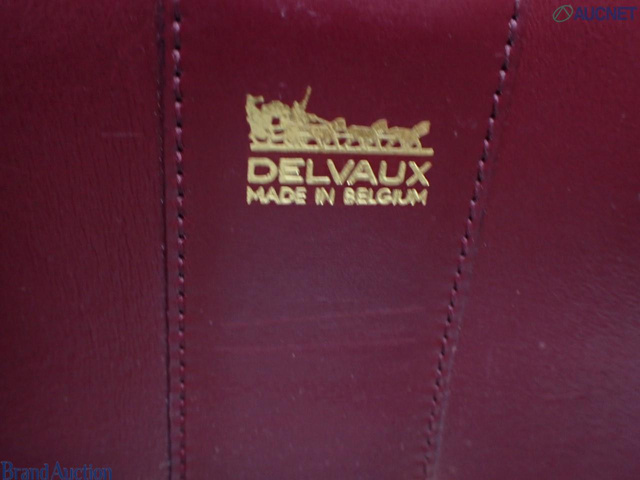 AUCNET
DELVAUX
MADE IN BELGIUM
Brand Auction